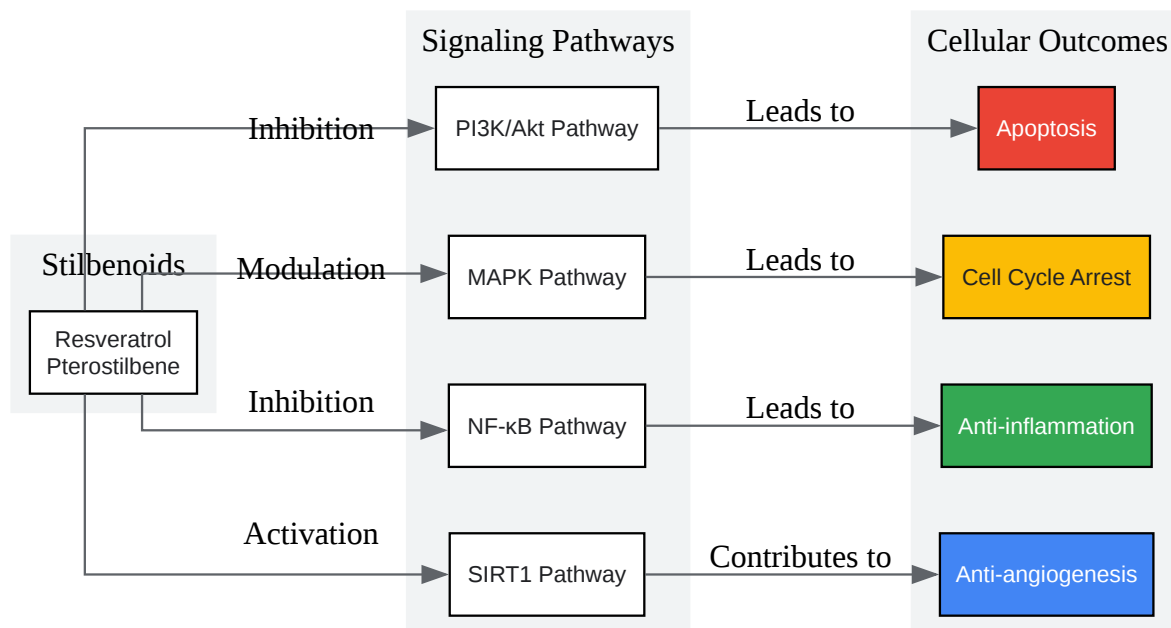 Signaling Pathways
Cellular Outcomes
Inhibition
PI3K/Akt Pathway
Leads to
Apoptosis
Stilbenoids
Resveratrol
Pterostilbene
Modulation
MAPK Pathway
Leads to
Cell Cycle Arrest
Inhibition
NF-κB Pathway
Leads to
Anti-inflammation
Activation
SIRT1 Pathway
Contributes to
Anti-angiogenesis